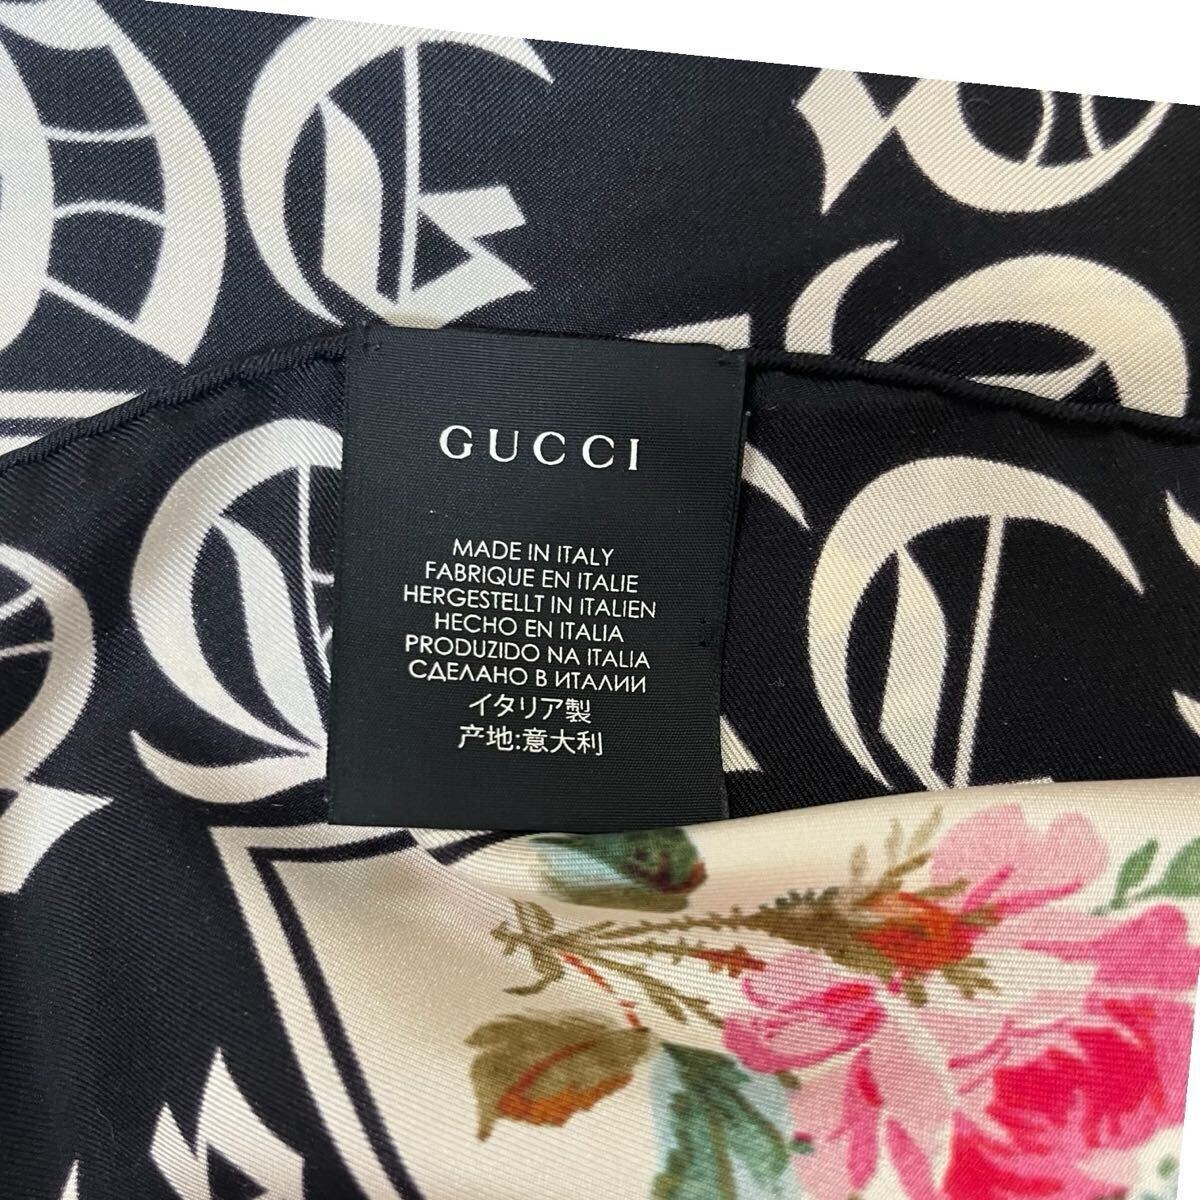 GUCCI
MADE IN ITALY
FABRIQUE EN ITALIE
HERGESTELLT IN ITALIEN
HECHO EN ITALIA
PRODUZIDO NA ITALIA
СДЕЛАНО В ИТАЛИИ
イタリア製
产地:意大利